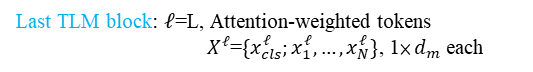 Last TLM block: ℓ=L, Attention-weighted tokens
Xℓ={xℓcls; xℓ1, …, xℓN}, 1×dm each